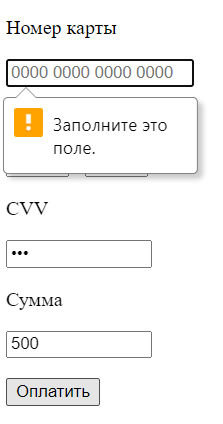 Номер карты
0000 0000 0000 0000
Заполните это
поле.
CVV
•••
Сумма
500
Оплатить